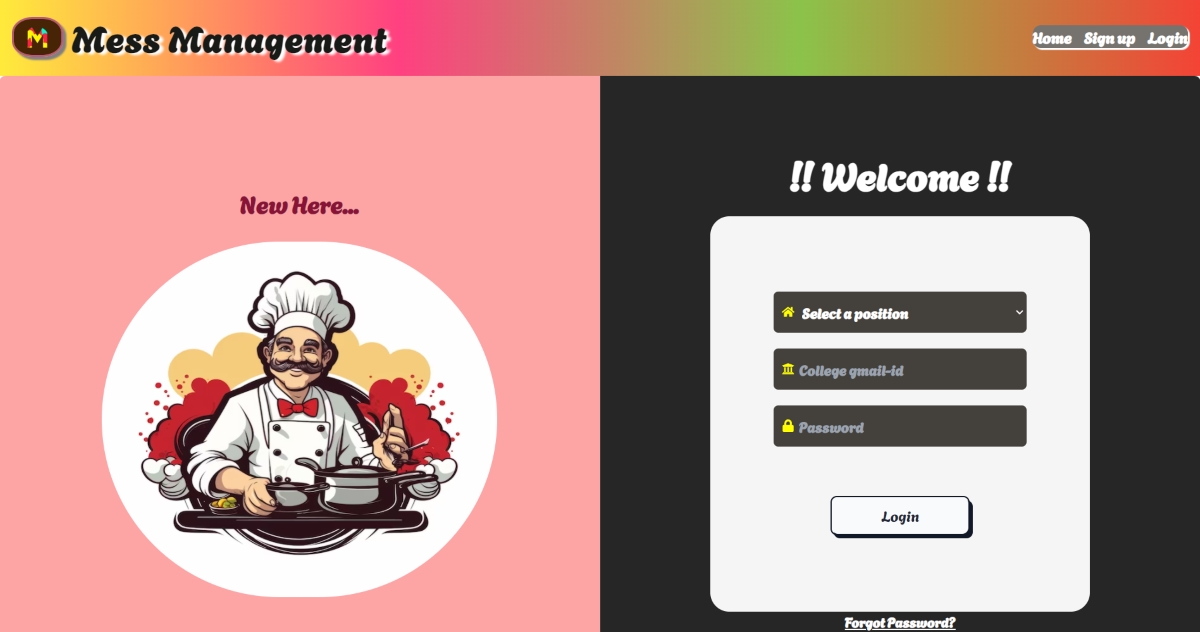 M Mess Management
Home Sign up Login
New Here...
!! Welcome !!
Select a position
College gmail-id
Password
Login
Forgot Password?